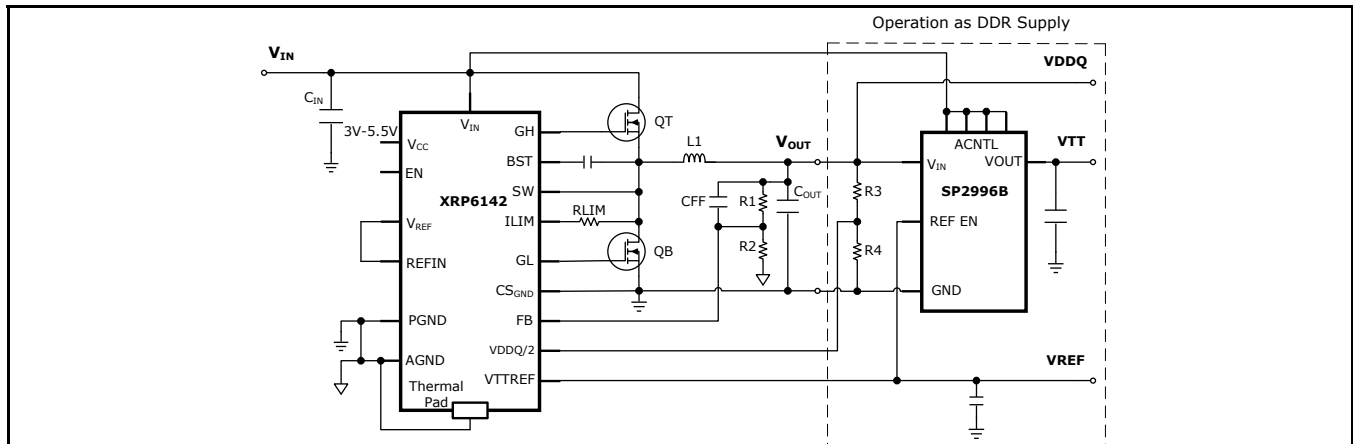 Operation as DDR Supply
VIN
VDDQ
CIN
3V-5.5V
VIN
VCC
EN
XRP6142
VREF
REFIN
PGND
AGND
Thermal
Pad
GH
BST
SW
ILIM
GL
CSGND
FB
VDDQ/2
VTTREF
QT
RLIM
QB
L1
VOUT
CFF
R1
COUT
R2
R3
R4
ACNTL
VIN
VOUT
SP2996B
REF EN
GND
VTT
VREF